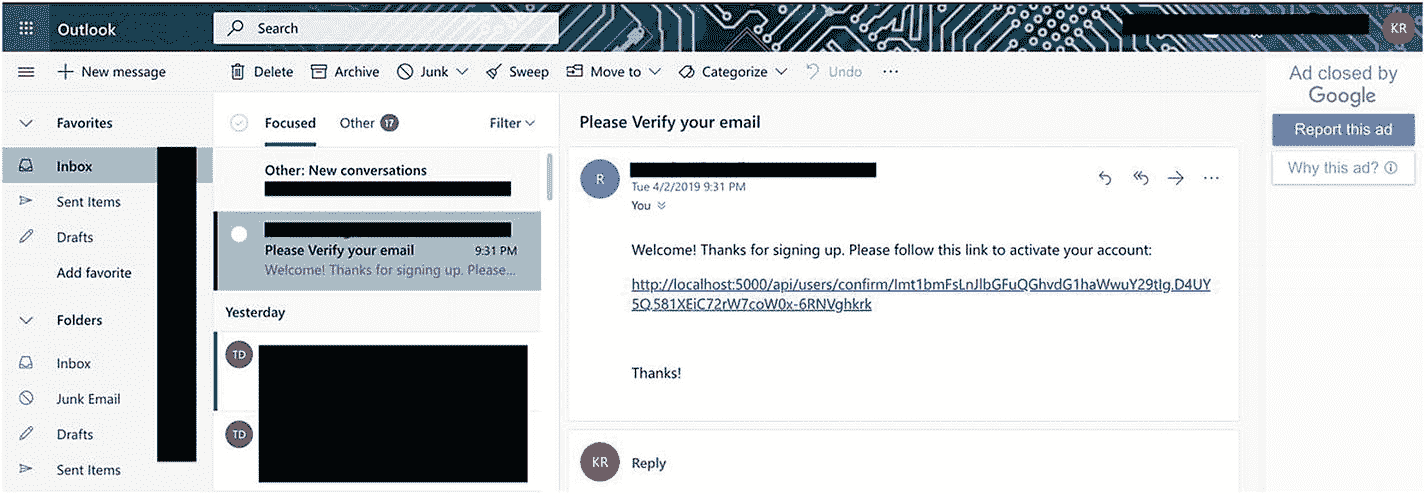 Outlook
Search
KR
New message
Delete
Archive
Junk
Sweep
Move to
Categorize
Undo
Ad closed by
Google
Report this ad
Why this ad?
Favorites
Inbox
Sent Items
Drafts
Add favorite
Folders
Inbox
Junk Email
Drafts
Sent Items
Focused
Other 17
Filter
Other: New conversations
Please Verify your email 9:31 PM
Welcome! Thanks for signing up. Please...
Yesterday
TD
TD
Please Verify your email
R
Tue 4/2/2019 9:31 PM
You
Welcome! Thanks for signing up. Please follow this link to activate your account:
http://localhost:5000/api/users/confirm/Imt1bmFsLnJlbGFuQGhvdG1haWwuY29tIg.D4UY
5Q.581XEiC72rW7coW0x-6RNVghkrk
Thanks!
KR
Reply